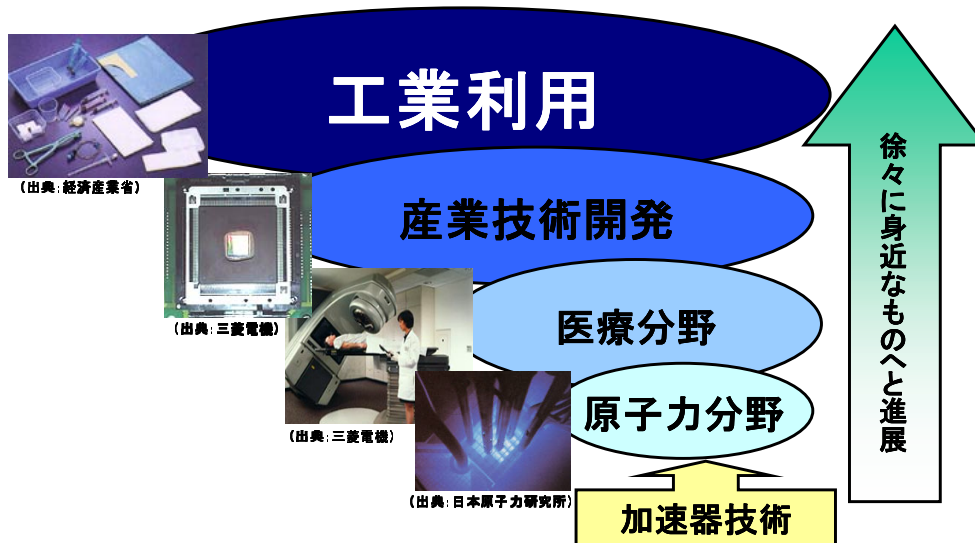 工業利用
(出典:経済産業省)
産業技術開発
(出典:三菱電機)
医療分野
(出典:三菱電機)
原子力分野
(出典:日本原子力研究所)
加速器技術
徐々に身近なものへと進展